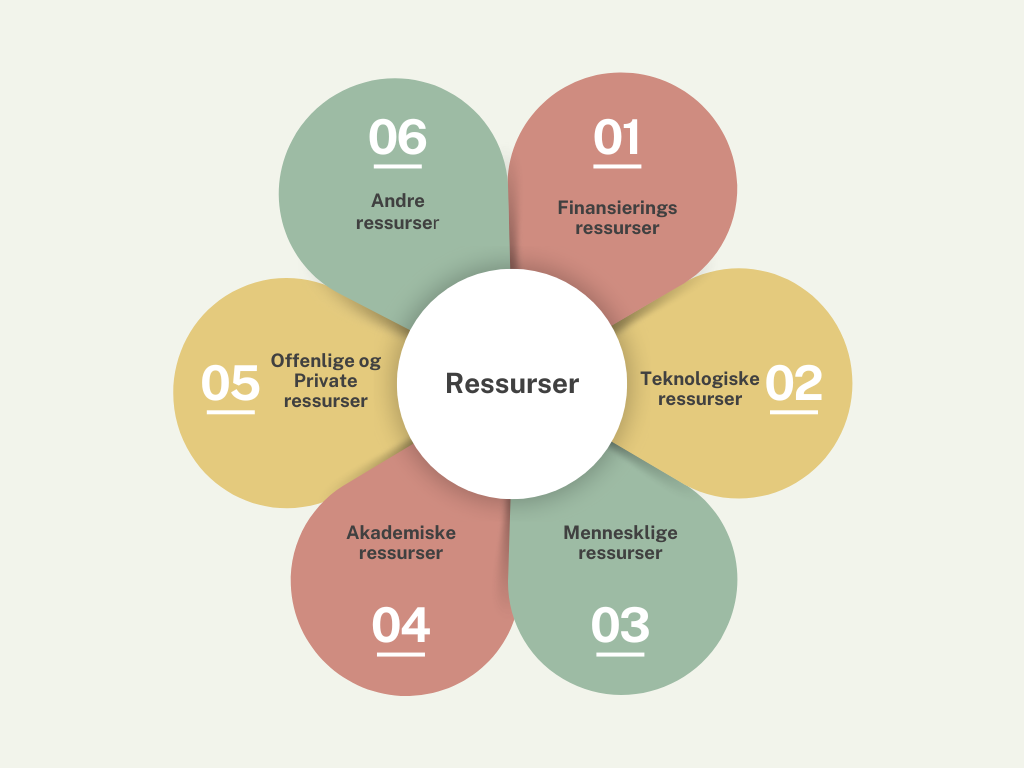 Ressurser
01
Finansierings
ressurser
02
Teknologiske
ressurser
03
Mennesklige
ressurser
04
Akademiske
ressurser
05
Offenlige og
Private
ressurser
06
Andre
ressurser